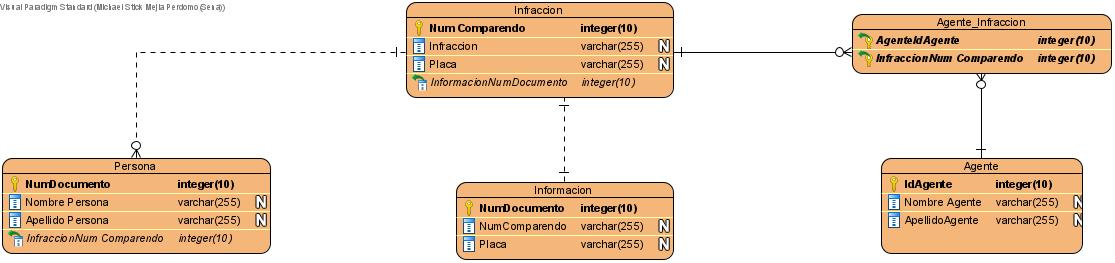 Visual Paradigm Standard (Michael Stick Mejia Perdomo (Sena))
Infraccion
Num Comparendo integer(10)
Infraccion varchar(255) N
Placa varchar(255) N
InformacionNumDocumento integer(10)
Agente_Infraccion
AgenteIdAgente integer(10)
InfraccionNum Comparendo integer(10)
Persona
NumDocumento integer(10)
Nombre Persona varchar(255) N
Apellido Persona varchar(255) N
InfraccionNum Comparendo integer(10)
Informacion
NumDocumento integer(10)
NumComparendo varchar(255) N
Placa varchar(255) N
Agente
IdAgente integer(10)
Nombre Agente varchar(255) N
ApellidoAgente varchar(255) N